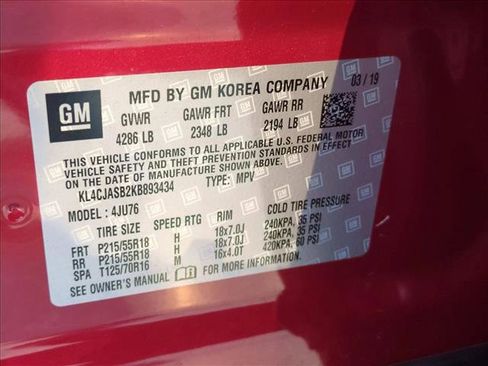 GM
MFD BY GM KOREA COMPANY 03/19
GVWR GAWR FRT GAWR RR
4286 LB 2348 LB 2194 LB
THIS VEHICLE CONFORMS TO ALL APPLICABLE U.S. FEDERAL MOTOR
VEHICLE SAFETY AND THEFT PREVENTION STANDARDS IN EFFECT
ON THE DATE OF MANUFACTURE SHOWN ABOVE.
KL4CJASB2KB893434 TYPE: MPV
MODEL: 4JU76
TIRE SIZE SPEED RTG RIM COLD TIRE PRESSURE
FRT P215/55R18 H 18x7.0J 240KPA, 35 PSI
RR P215/55R18 H 18x7.0J 240KPA, 35 PSI
SPA T125/70R16 M 16x4.0T 420KPA, 60 PSI
SEE OWNER'S MANUAL FOR MORE INFORMATION.